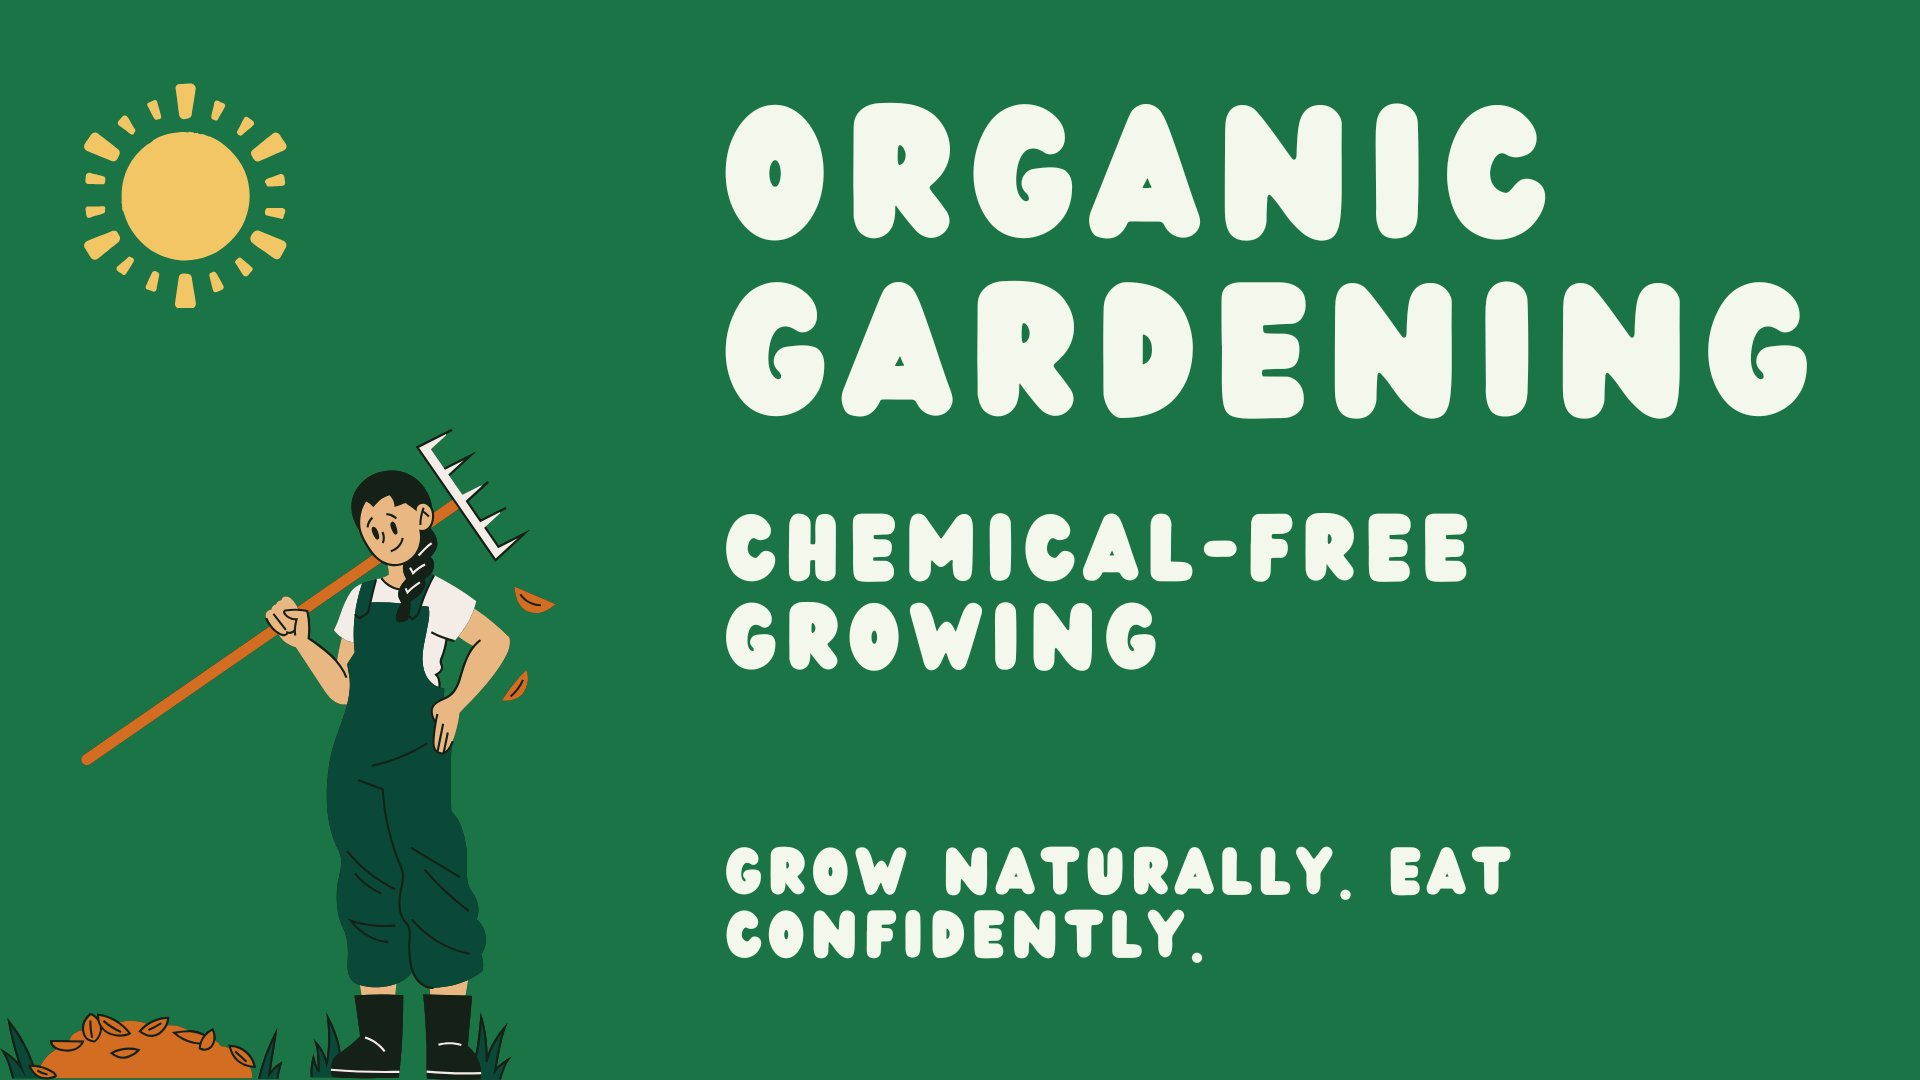 ORGANIC
GARDENING
CHEMICAL-FREE
GROWING
GROW NATURALLY. EAT
CONFIDENTLY.